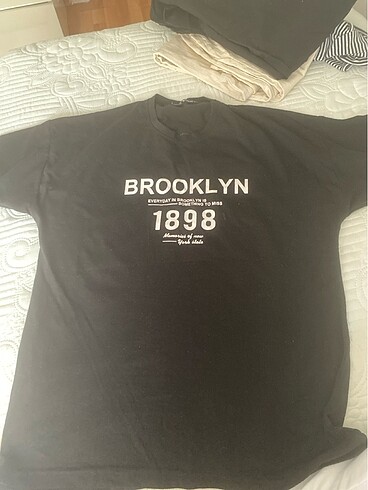 BROOKLYN
EVERYDAY IN BROOKLYN IS
SOMETHING TO MISS
1898
Memories of new
York state